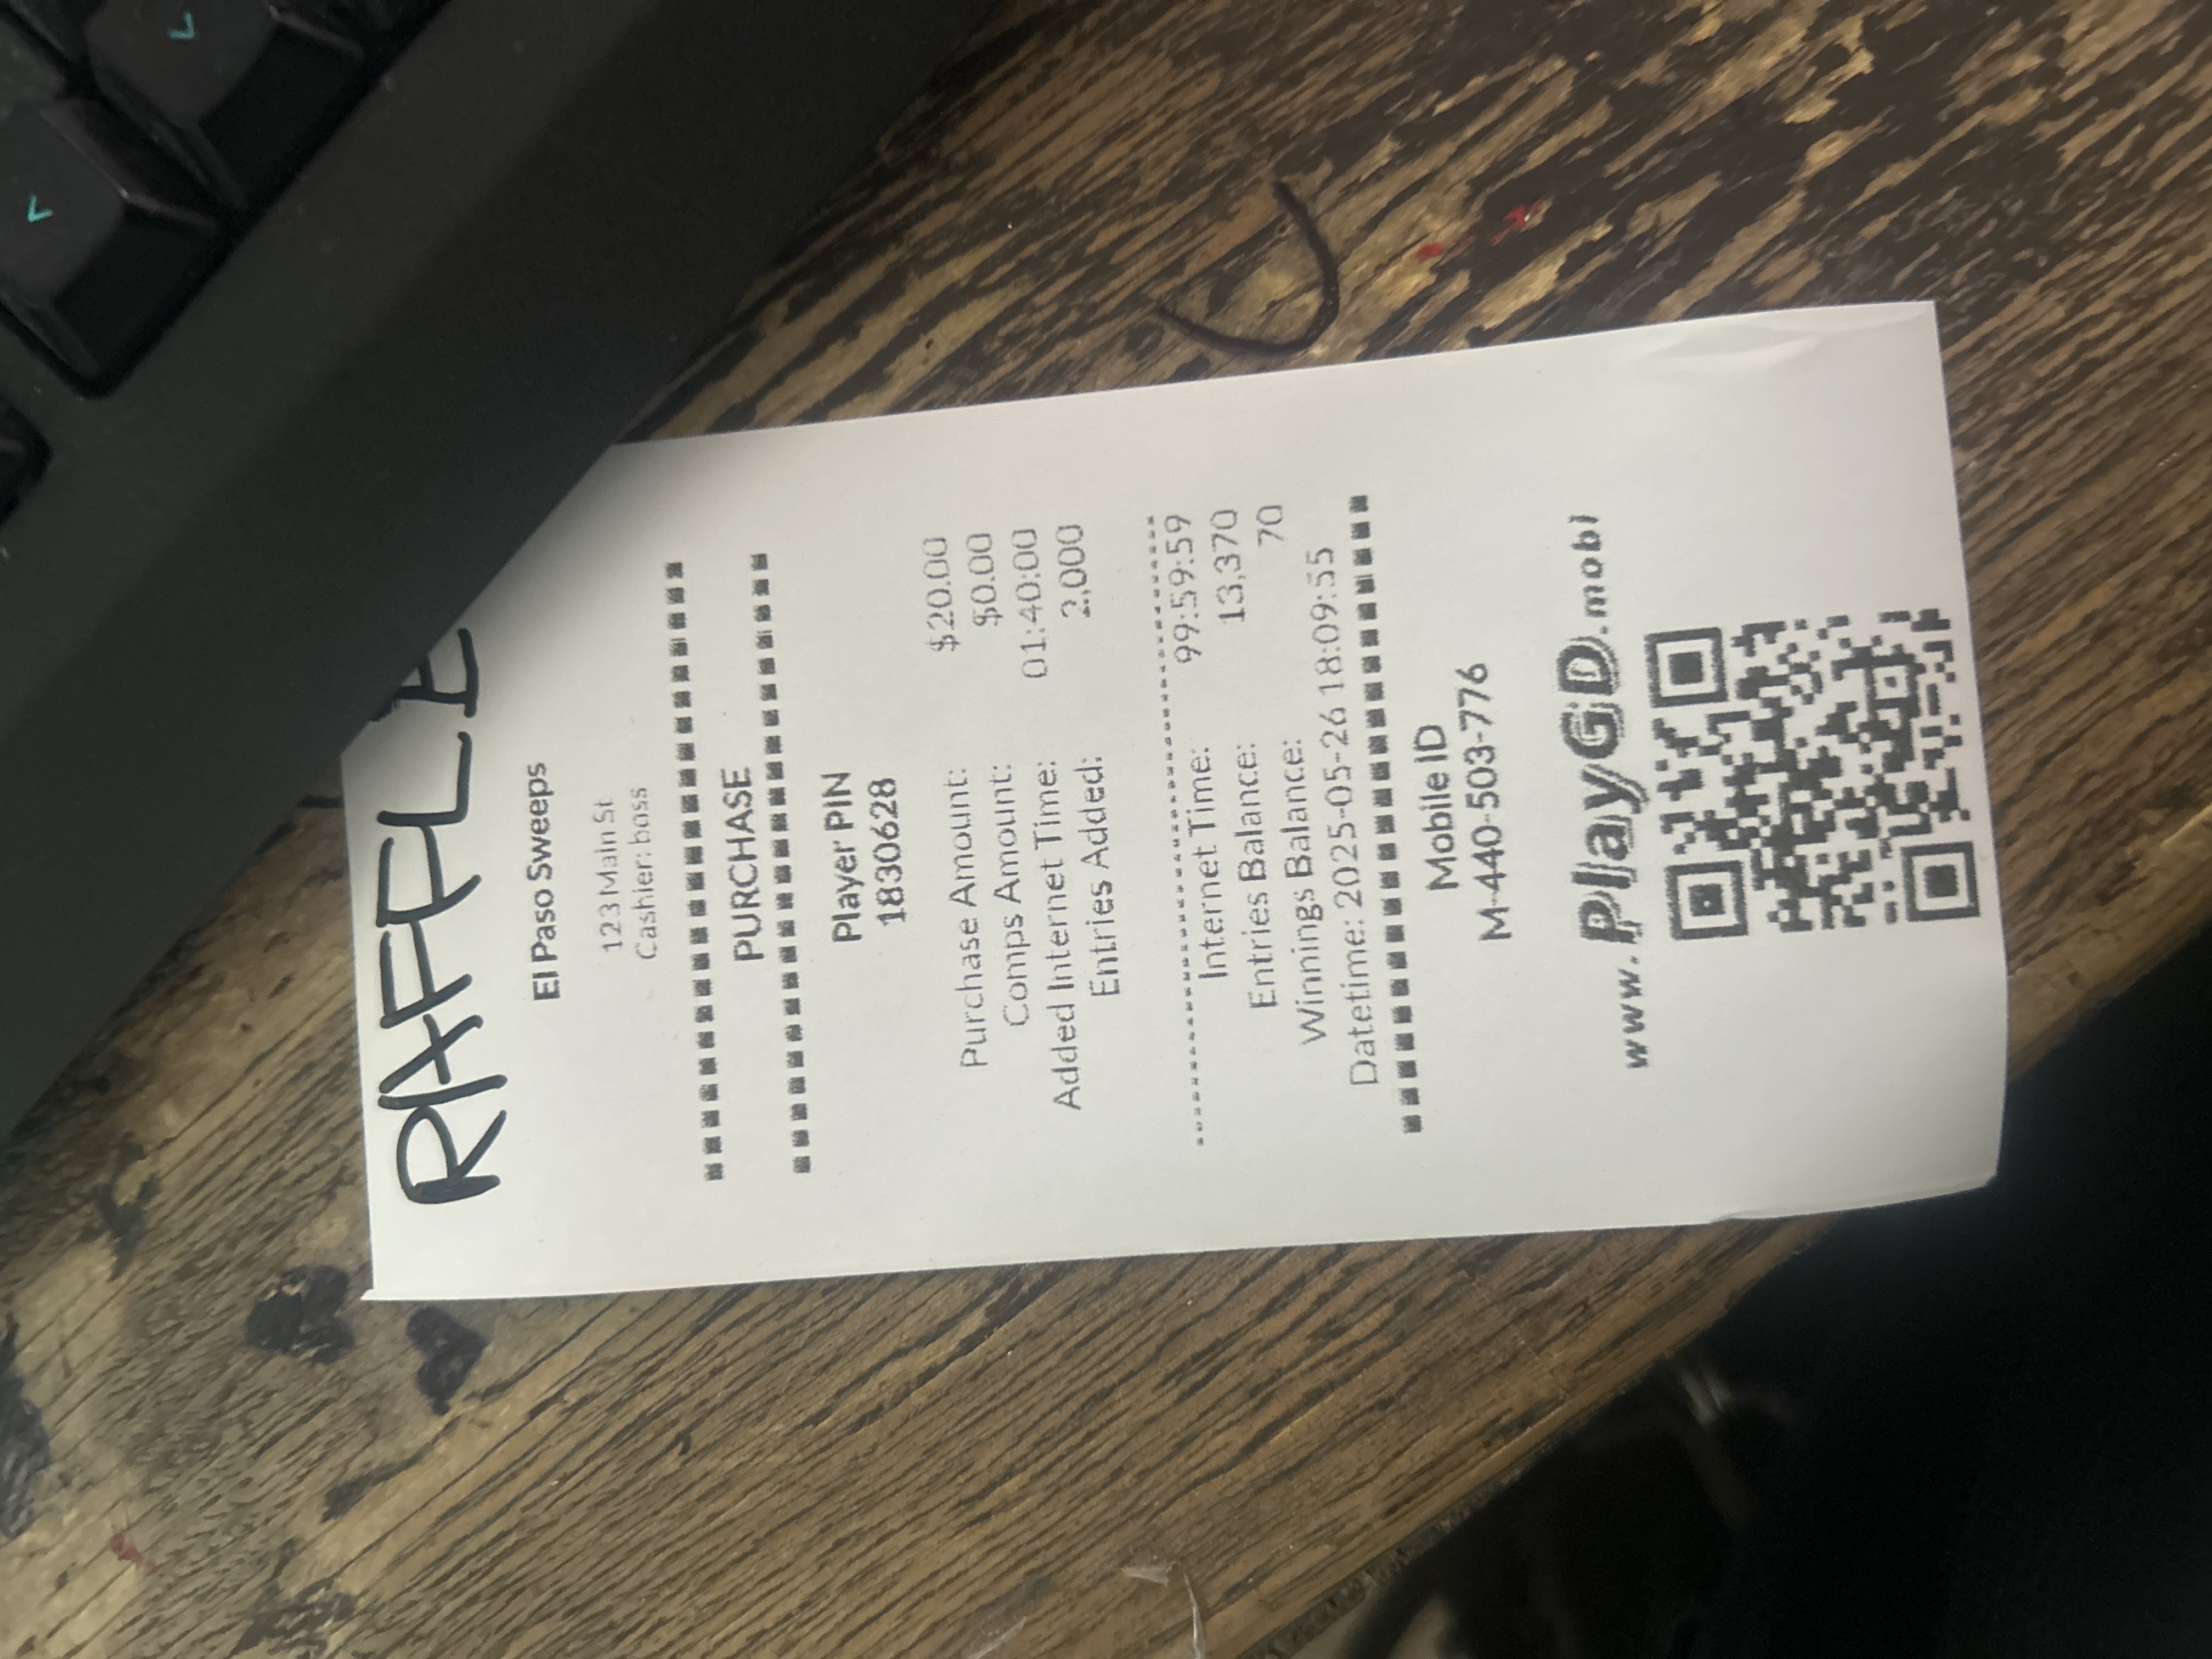 RAFFLE
El Paso Sweeps
123 Main St
Cashier: boss
PURCHASE
Player PIN
1830628
Purchase Amount: $20.00
Comps Amount: $0.00
Added Internet Time: 01:40:00
Entries Added: 2,000
Internet Time: 99:59:59
Entries Balance: 13,370
Winnings Balance: 70
Datetime: 2025-05-26 18:09:55
Mobile ID
M-440-503-776
www.PlayGD.mobi